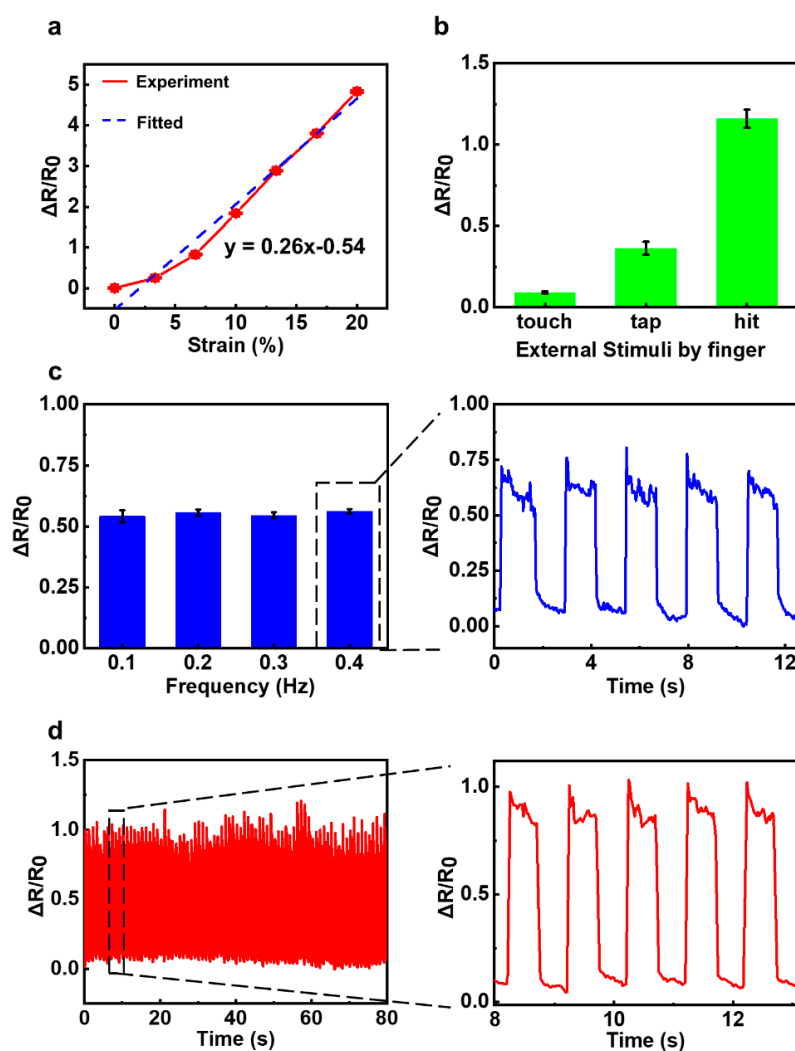 a
Experiment
Fitted
y = 0.26x-0.54
ΔR/R0
5
4
3
2
1
0
0 5 10 15 20
Strain (%)
b
ΔR/R0
1.5
1.0
0.5
0.0
touch tap hit
External Stimuli by finger
c
ΔR/R0
1.00
0.75
0.50
0.25
0.00
0.1 0.2 0.3 0.4
Frequency (Hz)
ΔR/R0
1.00
0.75
0.50
0.25
0.00
0 4 8 12
Time (s)
d
ΔR/R0
1.5
1.0
0.5
0.0
0 20 40 60 80
Time (s)
ΔR/R0
1.0
0.5
0.0
8 10 12
Time (s)